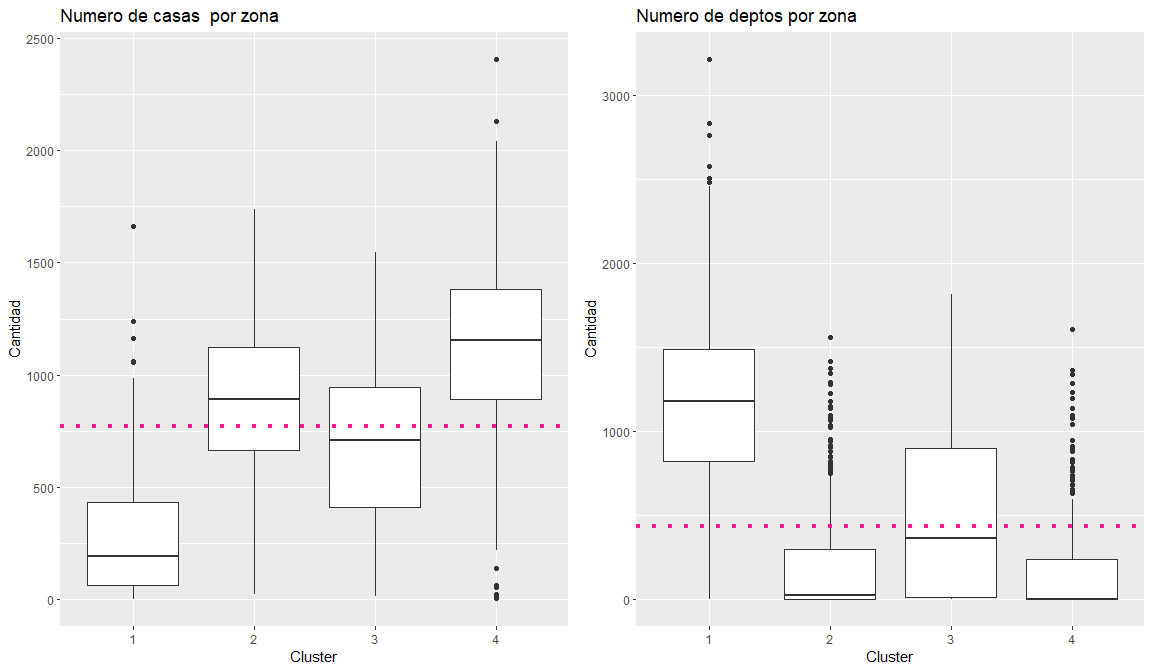 Numero de casas  por zona
Cantidad
2500
2000
1500
1000
500
0
1 2 3 4
Cluster
Numero de deptos por zona
Cantidad
3000
2000
1000
0
1 2 3 4
Cluster